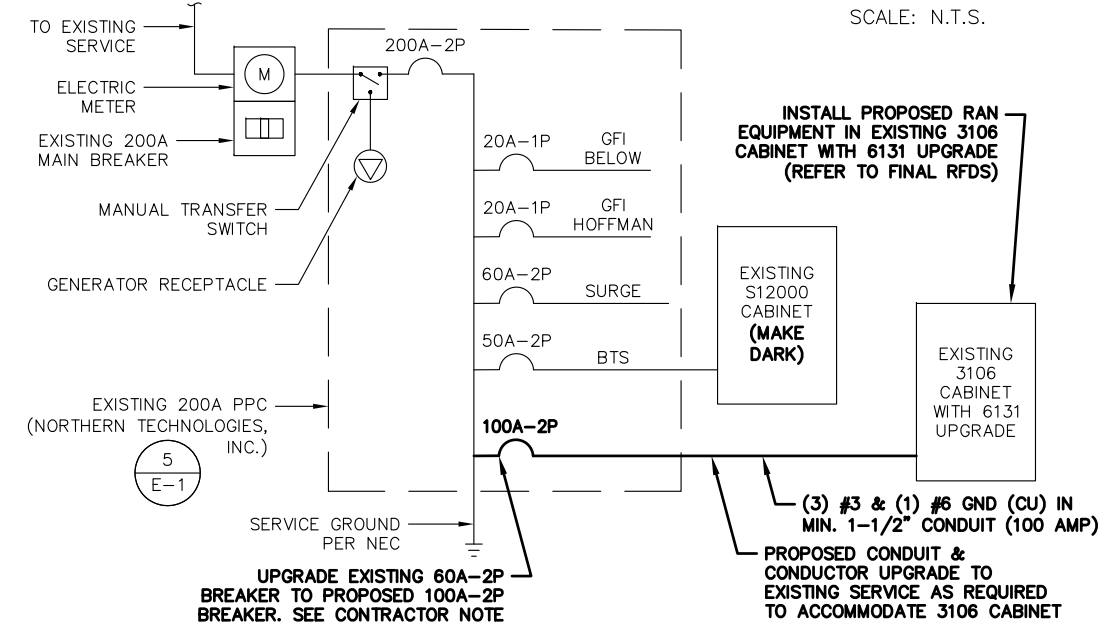 SCALE: N.T.S.
TO EXISTING
SERVICE
200A-2P
M
ELECTRIC
METER
EXISTING 200A
MAIN BREAKER
INSTALL PROPOSED RAN
EQUIPMENT IN EXISTING 3106
CABINET WITH 6131 UPGRADE
(REFER TO FINAL RFDS)
20A-1P
GFI
BELOW
MANUAL TRANSFER
SWITCH
20A-1P
GFI
HOFFMAN
GENERATOR RECEPTACLE
60A-2P
SURGE
EXISTING
S12000
CABINET
(MAKE
DARK)
50A-2P
BTS
EXISTING
3106
CABINET
WITH 6131
UPGRADE
EXISTING 200A PPC
(NORTHERN TECHNOLOGIES,
INC.)
5
E-1
100A-2P
(3) #3 & (1) #6 GND (CU) IN
MIN. 1-1/2" CONDUIT (100 AMP)
SERVICE GROUND
PER NEC
PROPOSED CONDUIT &
CONDUCTOR UPGRADE TO
EXISTING SERVICE AS REQUIRED
TO ACCOMMODATE 3106 CABINET
UPGRADE EXISTING 60A-2P
BREAKER TO PROPOSED 100A-2P
BREAKER. SEE CONTRACTOR NOTE